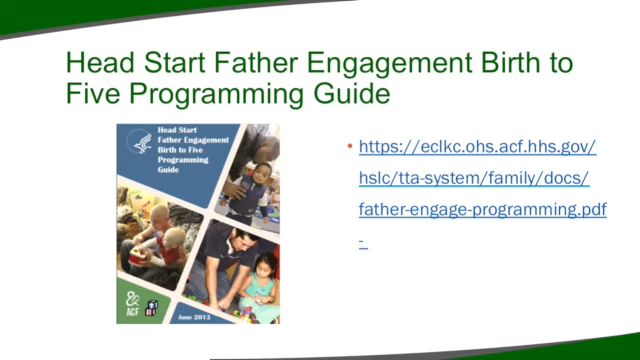 Head Start Father Engagement Birth to
Five Programming Guide
Head Start
Father Engagement
Birth to Five
Programming
Guide
ACF
June 2013
• https://eclkc.ohs.acf.hhs.gov/
hslc/tta-system/family/docs/
father-engage-programming.pdf
-